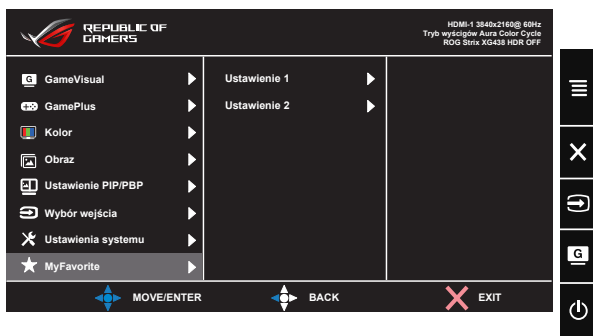 REPUBLIC OF
GAMERS
HDMI-1 3840x2160@ 60Hz
Tryb wyścigów Aura Color Cycle
ROG Strix XG438 HDR OFF
G GameVisual
GamePlus
Kolor
Obraz
Ustawienie PIP/PBP
Wybór wejścia
Ustawienia systemu
MyFavorite
Ustawienie 1
Ustawienie 2
MOVE/ENTER
BACK
EXIT
G